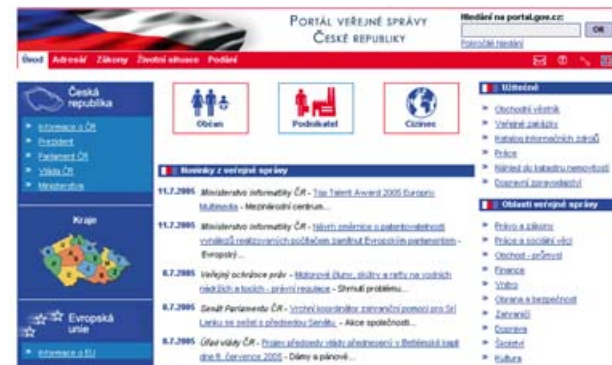 PORTÁL VEŘEJNÉ SPRÁVY
ČESKÉ REPUBLIKY
Hledání na portal.gov.cz:
OK
Pokročilé hledání
Úvod Adresář Zákony Životní situace Podání
Česká
republika
Informace o ČR
Prezident
Parlament ČR
Vláda ČR
Ministerstva
Kraje
Evropská
unie
Informace o EU
Občan
Podnikatel
Cizinec
Novinky z veřejné správy
11.7.2005 Ministerstvo informatiky ČR - Top Talent Award 2005 Europrix
Multimedia - Mezinárodní centrum...
11.7.2005 Ministerstvo informatiky ČR - Návrh směrnice o patentovatelnosti
vynálezů realizovaných počítačem zamítnut Evropským parlamentem -
Evropský...
8.7.2005 Veřejný ochránce práv - Motorové čluny, skútry a rafty na vodních
nádržích a tocích - právní regulace - Shrnutí problému...
8.7.2005 Senát Parlamentu ČR - Vrchní koordinátor zahraniční pomoci pro Srí
Lanku se sešel s předsedou Senátu - Akce společnosti...
8.7.2005 Úřad vlády ČR - Projev předsedy vlády přednesený v Betlémské kapli
dne 6. července 2005 - Dámy a pánové...
Užitečné
Obchodní věstník
Veřejné zakázky
Katalog informačních zdrojů
Práce
Náhled do katastru nemovitostí
Dopravní zpravodajství
Oblasti veřejné správy
Právo a zákony
Práce a sociální věci
Obchod - průmysl
Finance
Vnitro
Obrana a bezpečnost
Zahraničí
Doprava
Školství
Kultura